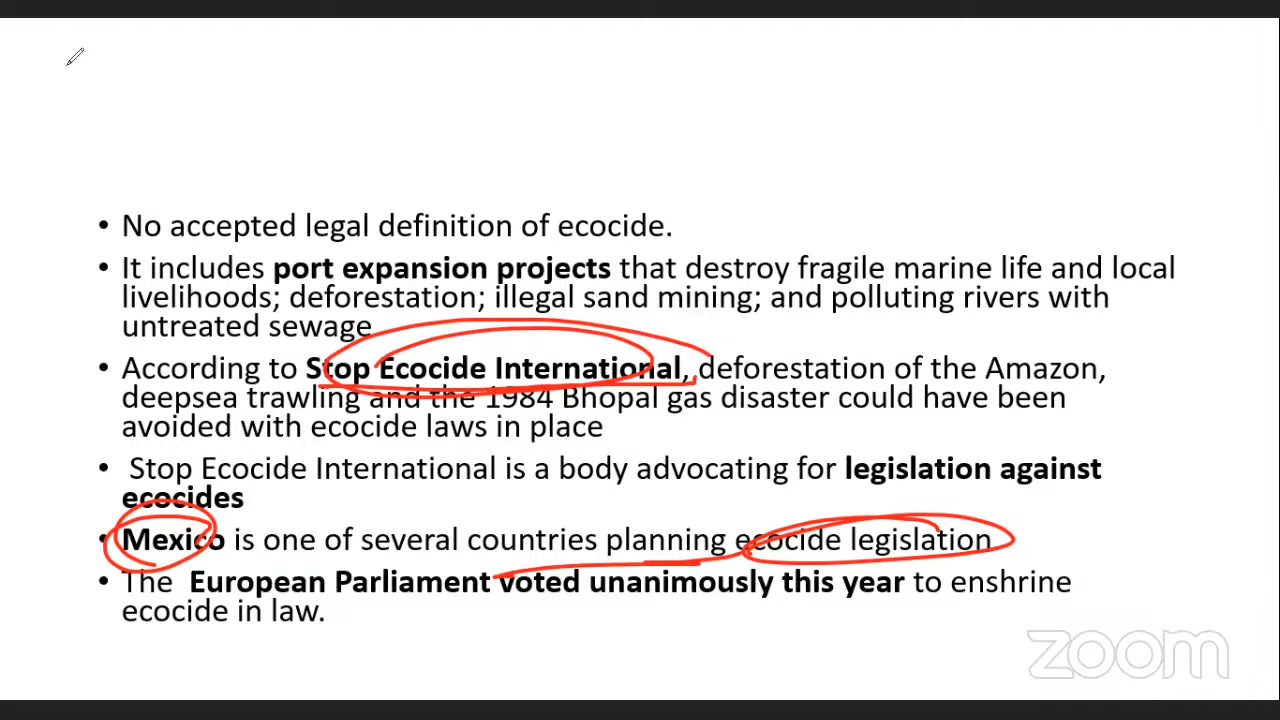 • No accepted legal definition of ecocide.
• It includes port expansion projects that destroy fragile marine life and local
livelihoods; deforestation; illegal sand mining; and polluting rivers with
untreated sewage
• According to Stop Ecocide International, deforestation of the Amazon,
deepsea trawling and the 1984 Bhopal gas disaster could have been
avoided with ecocide laws in place
• Stop Ecocide International is a body advocating for legislation against
ecocides
• Mexico is one of several countries planning ecocide legislation
• The European Parliament voted unanimously this year to enshrine
ecocide in law.
zoom